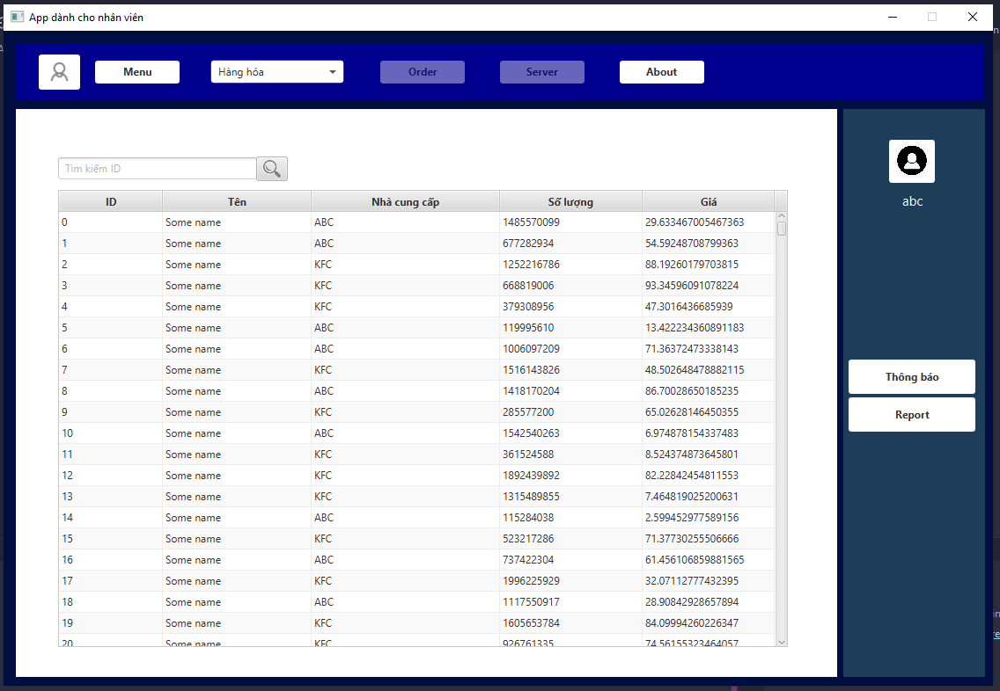 App dành cho nhân viên
Menu Hàng hóa Order Server About
Tìm kiếm ID
abc
ID Tên Nhà cung cấp Số lượng Giá
0 Some name ABC 1485570099 29.633467005467363
1 Some name ABC 677282934 54.59248708799363
2 Some name KFC 1252216786 88.19260179703815
3 Some name KFC 668819006 93.34596091078224
4 Some name KFC 379308956 47.3016436685939
5 Some name ABC 119995610 13.422234360891183
6 Some name ABC 1006097209 71.36372473338143
7 Some name KFC 1516143826 48.502648478882115
8 Some name ABC 1418170204 86.70028650185235
9 Some name KFC 285577200 65.02628146450355
10 Some name ABC 1542540263 6.974878154337483
11 Some name KFC 361524588 8.524374873645801
12 Some name KFC 1892439892 82.22842454811553
13 Some name KFC 1315489855 7.464819025200631
14 Some name ABC 115284038 2.599452977589156
15 Some name KFC 523217286 71.37730255506666
16 Some name ABC 737422304 61.456106859881565
17 Some name KFC 1996225929 32.07112777432395
18 Some name ABC 1117550917 28.90842928657894
19 Some name KFC 1605653784 84.09994260226347
20 Some name KFC 926761335 74.56155323464057
Thông báo
Report